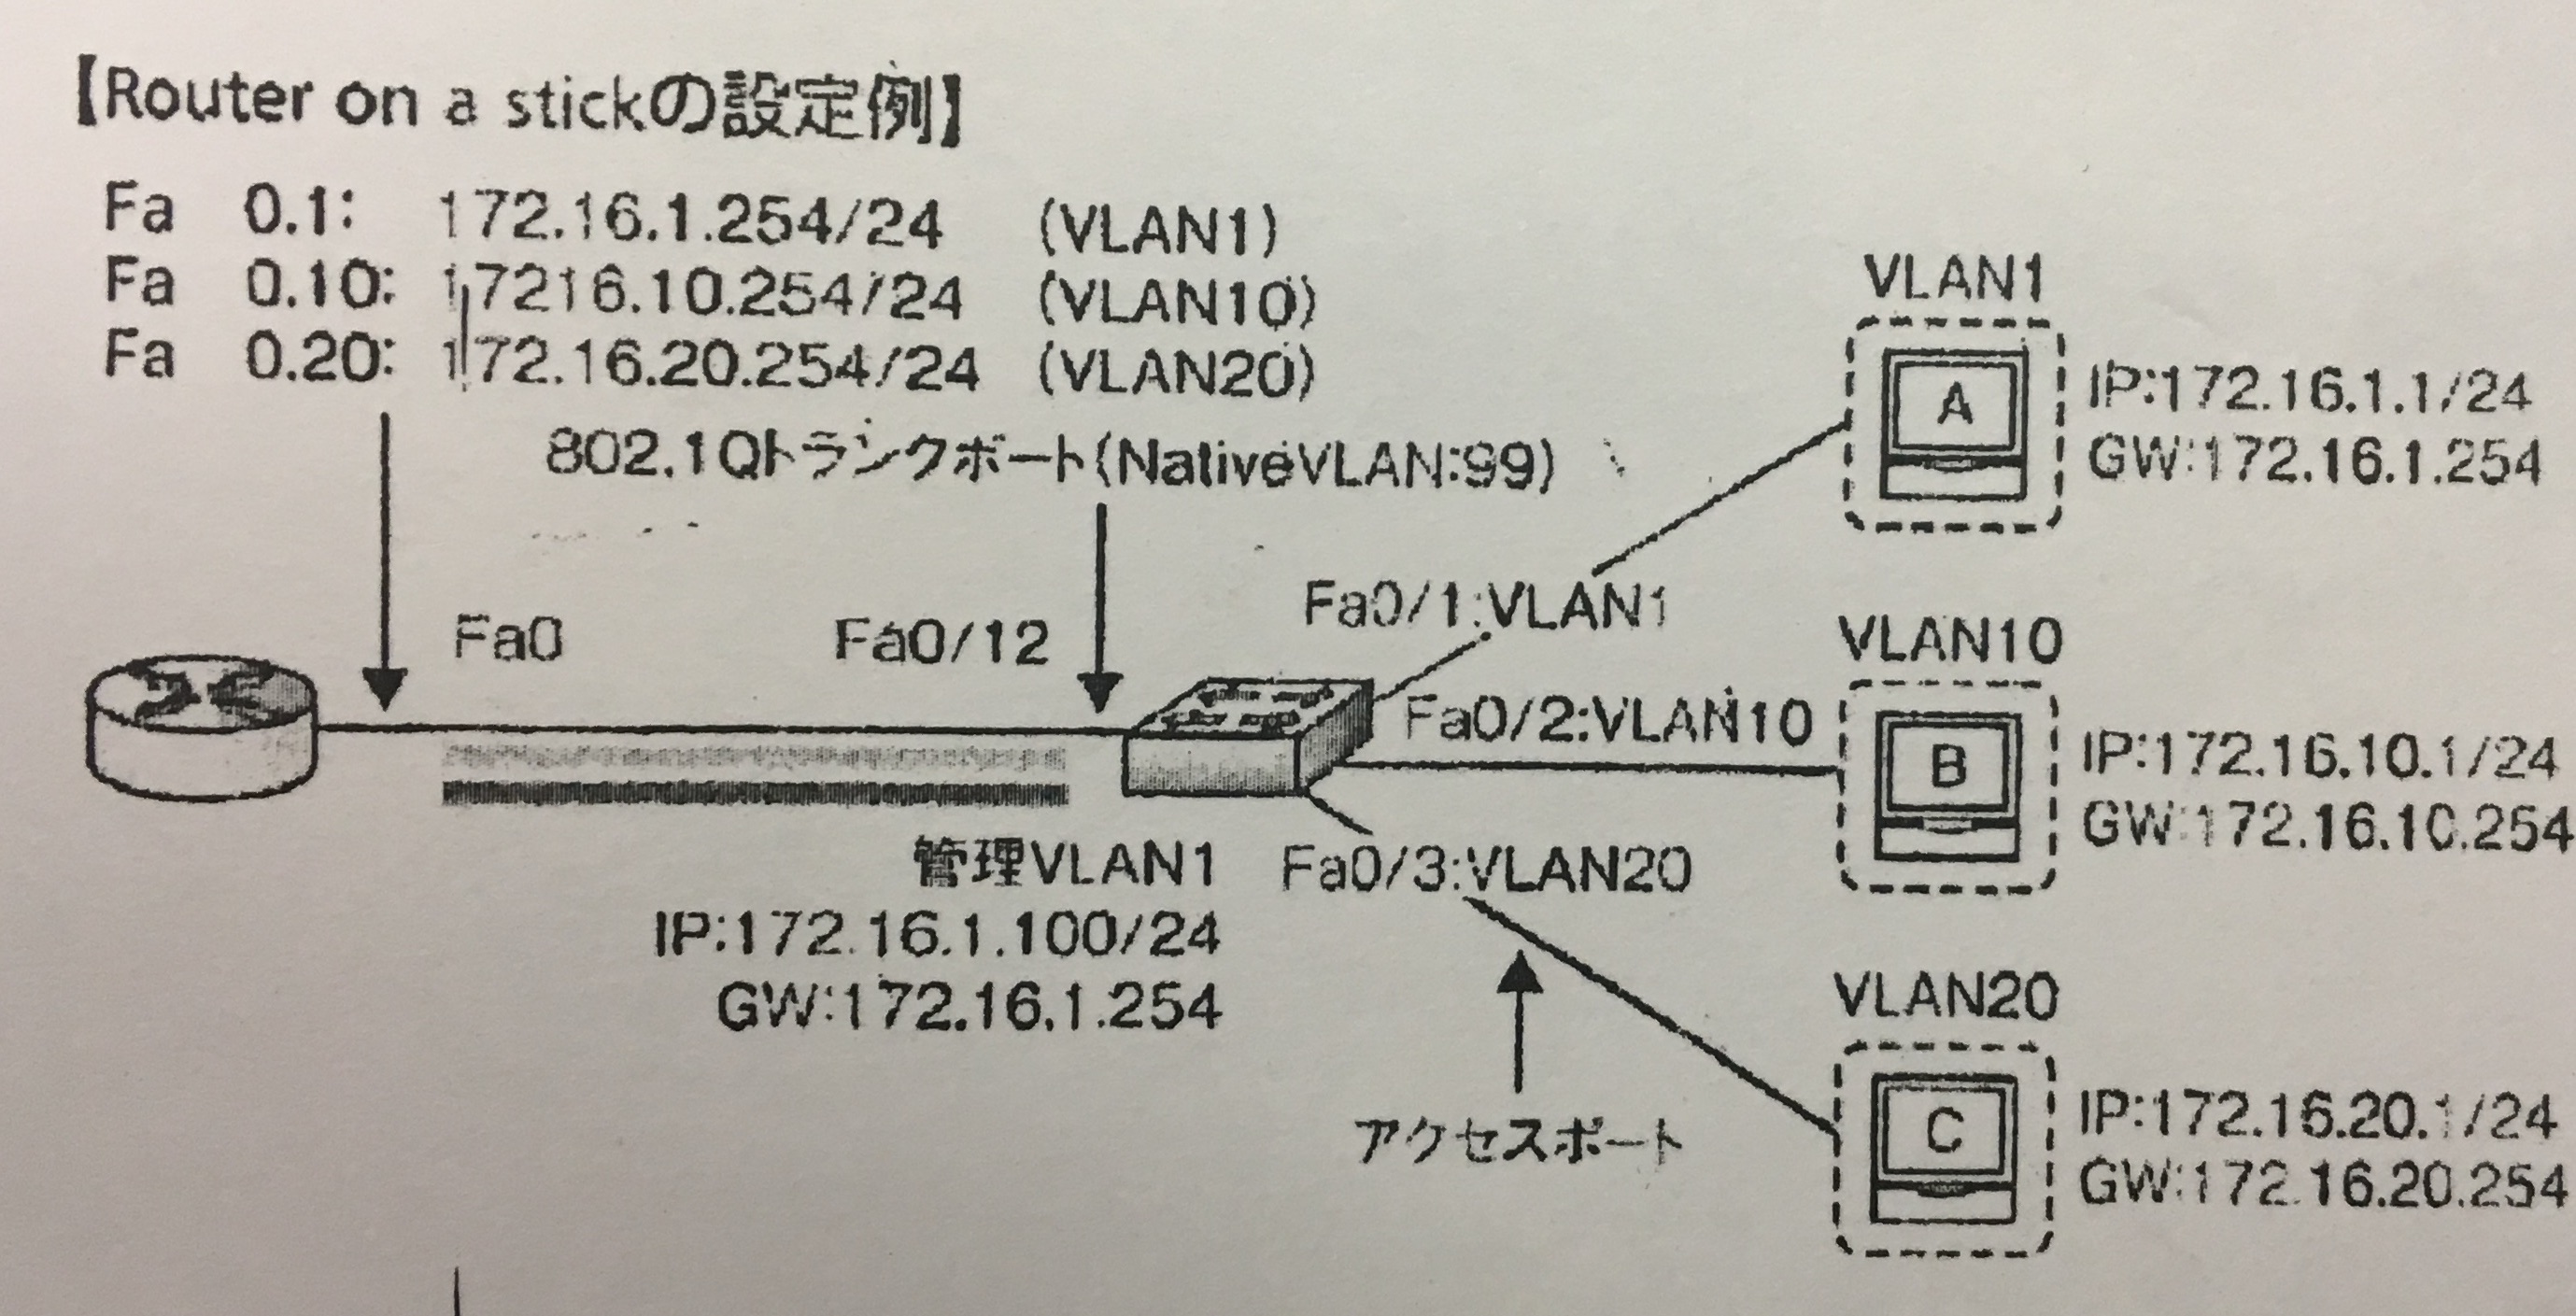 【Router on a stickの設定例】
Fa 0.1: 172.16.1.254/24 (VLAN1)
Fa 0.10: 17216.10.254/24 (VLAN10)
Fa 0.20: 172.16.20.254/24 (VLAN20)
802.1Qトランクポート(NativeVLAN:99)
Fa0
Fa0/12
Fa0/1:VLAN1
Fa0/2:VLAN10
Fa0/3:VLAN20
管理VLAN1
IP:172.16.1.100/24
GW:172.16.1.254
アクセスポート
VLAN1
A
IP:172.16.1.1/24
GW:172.16.1.254
VLAN10
B
IP:172.16.10.1/24
GW:172.16.10.254
VLAN20
C
IP:172.16.20.1/24
GW:172.16.20.254